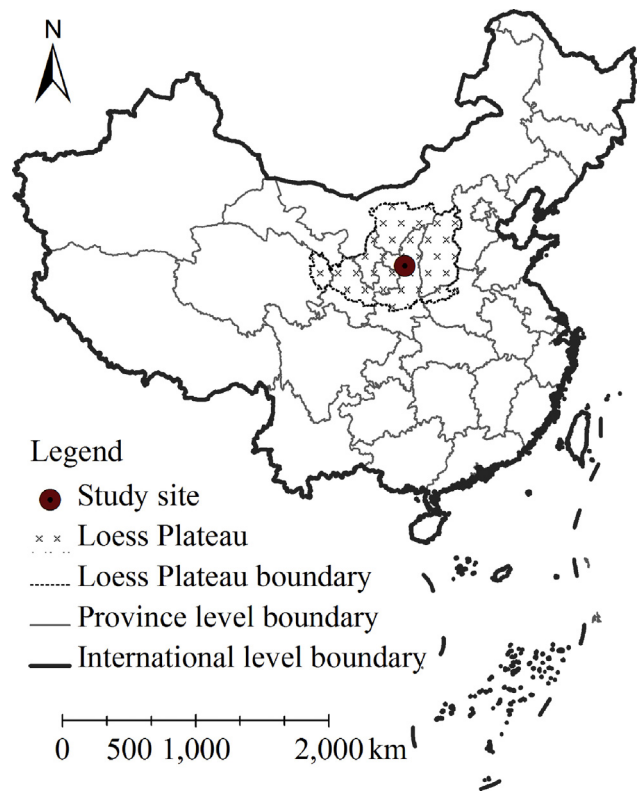 N
Legend
Study site
Loess Plateau
Loess Plateau boundary
Province level boundary
International level boundary
0 500 1,000 2,000 km